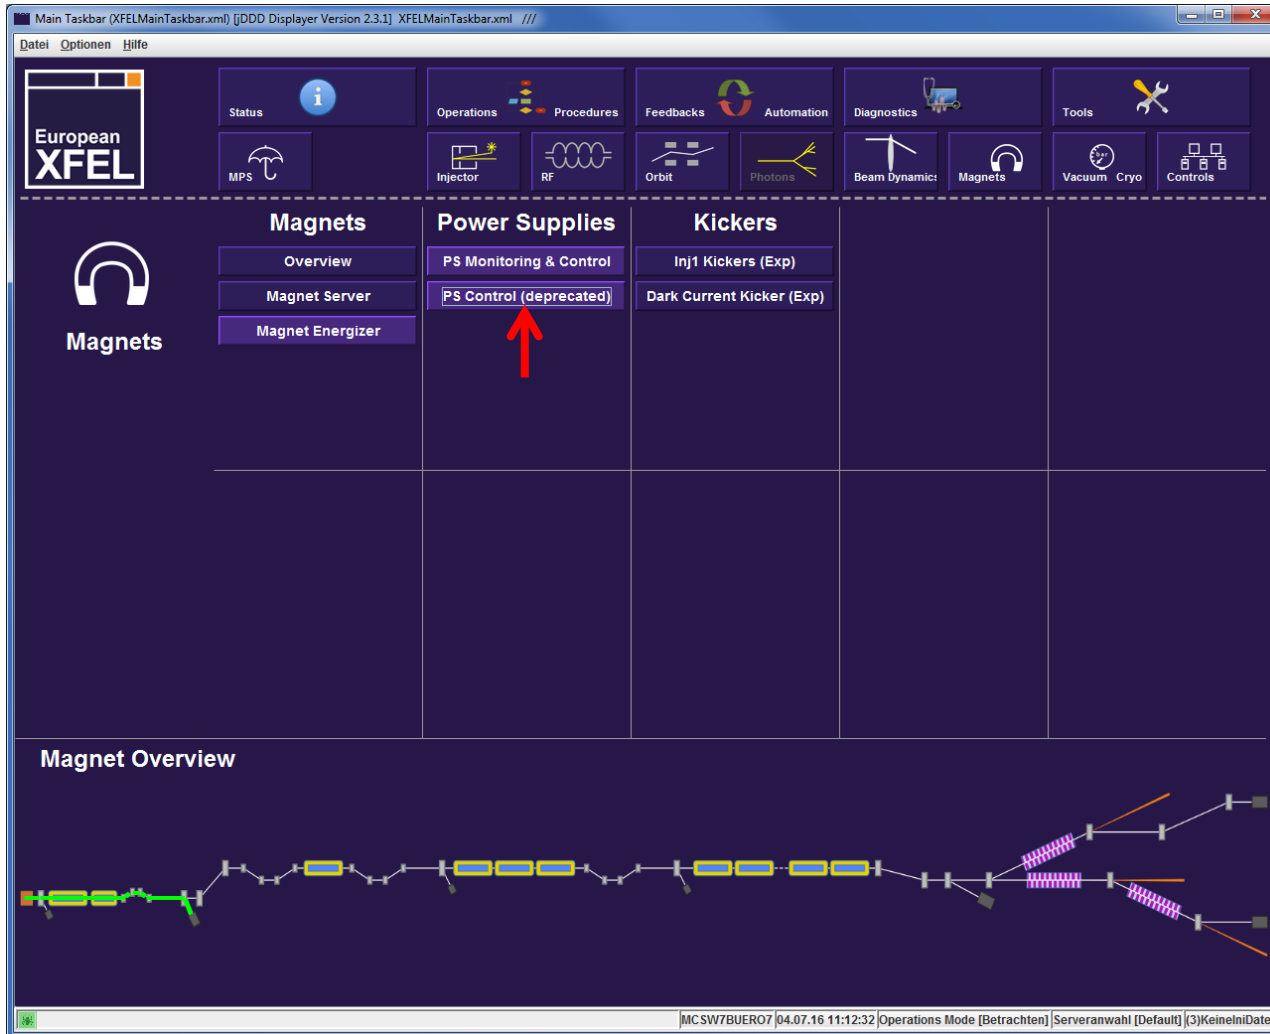 Main Taskbar (XFELMainTaskbar.xml) [jDDD Displayer Version 2.3.1] XFELMainTaskbar.xml ///
Datei Optionen Hilfe
European
XFEL
Status
i
Operations Procedures
Feedbacks Automation
Diagnostics
Tools
MPS
Injector
RF
Orbit
Photons
Beam Dynamics
Magnets
bar
Vacuum Cryo
Controls
Magnets
Magnets
Overview
Magnet Server
Magnet Energizer
Power Supplies
PS Monitoring & Control
PS Control (deprecated)
Kickers
Inj1 Kickers (Exp)
Dark Current Kicker (Exp)
Magnet Overview
MCSW7BUERO7 04.07.16 11:12:32 Operations Mode [Betrachten] Serveranwahl [Default] (3)KeineIniDate